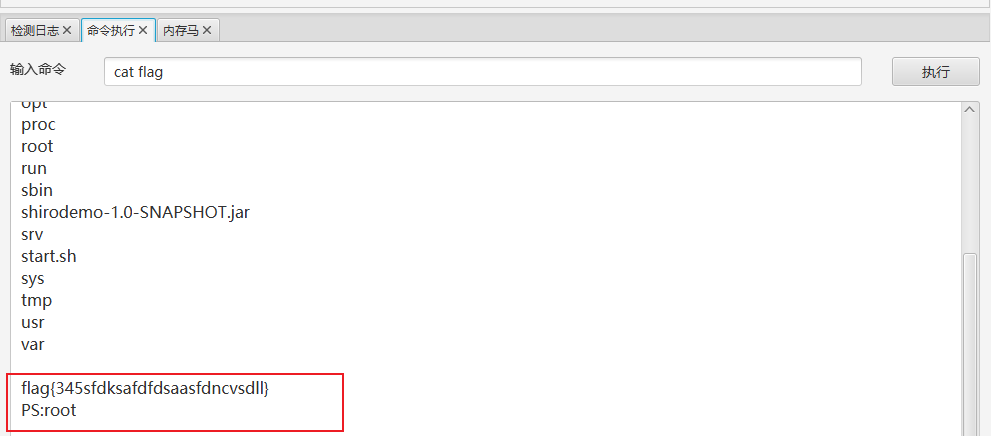 检测日志 命令执行 内存马
输入命令 cat flag 执行
opt
proc
root
run
sbin
shirodemo-1.0-SNAPSHOT.jar
srv
start.sh
sys
tmp
usr
var
flag{345sfdksafdfdsaasfdncvsdll}
PS:root